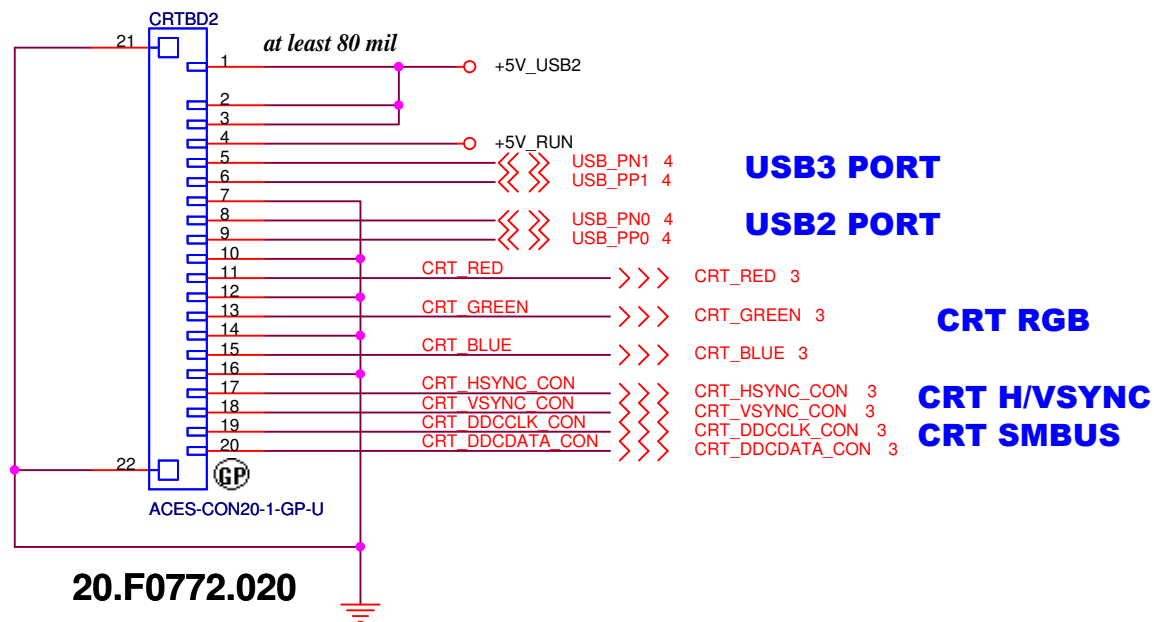 CRTBD2
21
at least 80 mil
1
+5V_USB2
2
3
4
+5V_RUN
5
USB_PN1 4
6
USB_PP1 4
USB3 PORT
7
8
USB_PN0 4
9
USB_PP0 4
USB2 PORT
10
11
CRT_RED
CRT_RED 3
12
13
CRT_GREEN
CRT_GREEN 3
CRT RGB
14
15
CRT_BLUE
CRT_BLUE 3
16
17
CRT_HSYNC_CON
CRT_HSYNC_CON 3
18
CRT_VSYNC_CON
CRT_VSYNC_CON 3
CRT H/VSYNC
19
CRT_DDCCLK_CON
CRT_DDCCLK_CON 3
20
CRT_DDCDATA_CON
CRT_DDCDATA_CON 3
CRT SMBUS
22
GP
ACES-CON20-1-GP-U
20.F0772.020